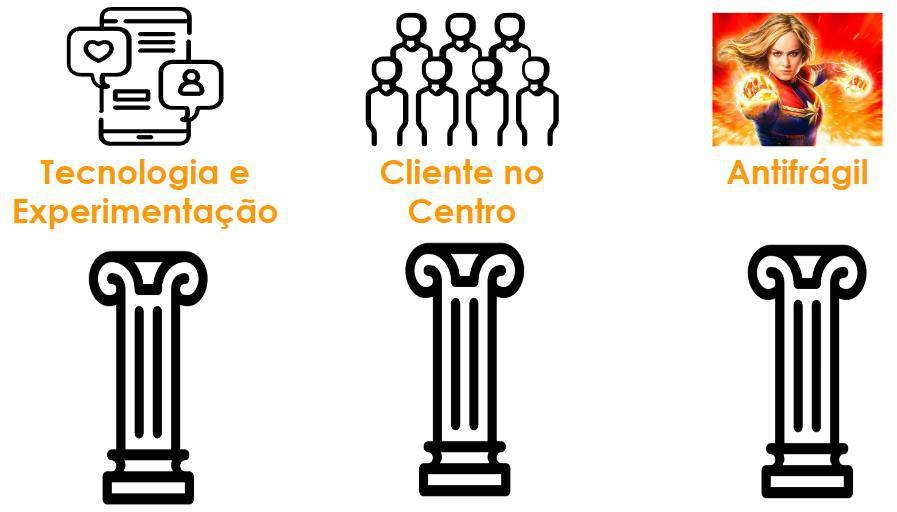 Tecnologia e
Experimentação
Cliente no
Centro
Antifrágil